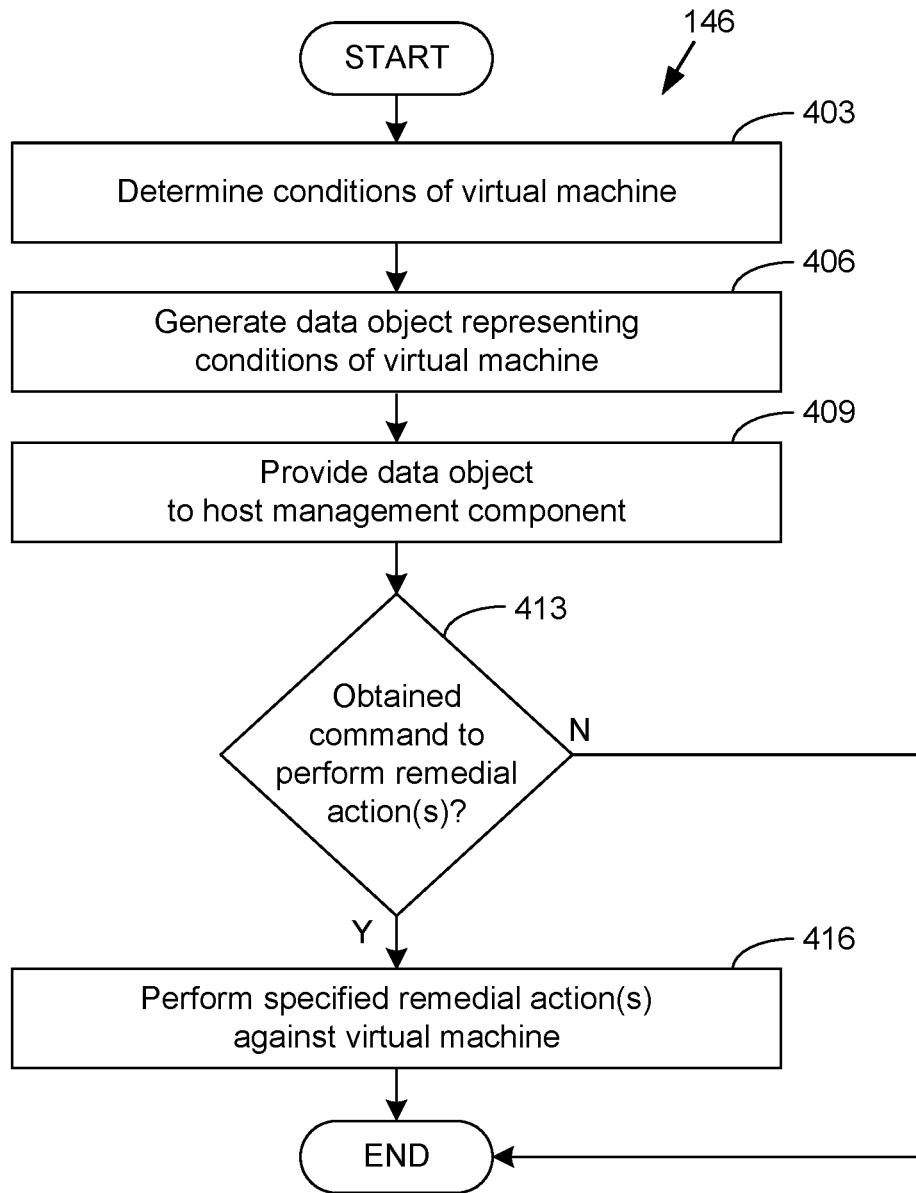 146
START
403
Determine conditions of virtual machine
406
Generate data object representing
conditions of virtual machine
409
Provide data object
to host management component
413
Obtained
command to
perform remedial
action(s)?
N
Y
416
Perform specified remedial action(s)
against virtual machine
END